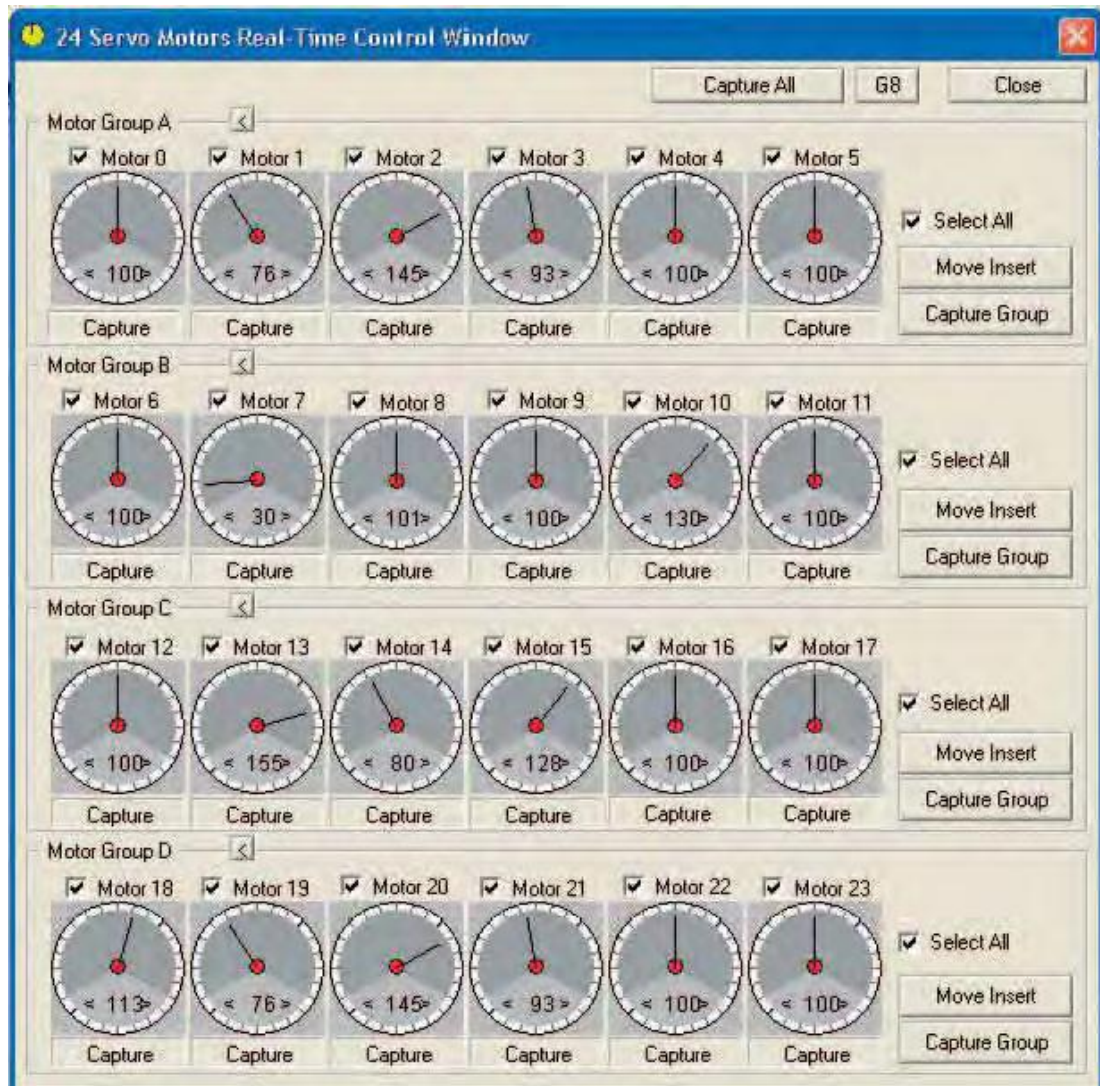 24 Servo Motors Real-Time Control Window
Capture All G8 Close
Motor Group A <
Motor 0 Motor 1 Motor 2 Motor 3 Motor 4 Motor 5
Select All
< 100> < 76 > < 145> < 93 > < 100> < 100>
Move Insert
Capture Capture Capture Capture Capture Capture
Capture Group
Motor Group B <
Motor 6 Motor 7 Motor 8 Motor 9 Motor 10 Motor 11
Select All
< 100> < 30 > < 101> < 100> < 130> < 100>
Move Insert
Capture Capture Capture Capture Capture Capture
Capture Group
Motor Group C <
Motor 12 Motor 13 Motor 14 Motor 15 Motor 16 Motor 17
Select All
< 100> < 155> < 80 > < 128> < 100> < 100>
Move Insert
Capture Capture Capture Capture Capture Capture
Capture Group
Motor Group D <
Motor 18 Motor 19 Motor 20 Motor 21 Motor 22 Motor 23
Select All
< 113> < 76 > < 145> < 93 > < 100> < 100>
Move Insert
Capture Capture Capture Capture Capture Capture
Capture Group